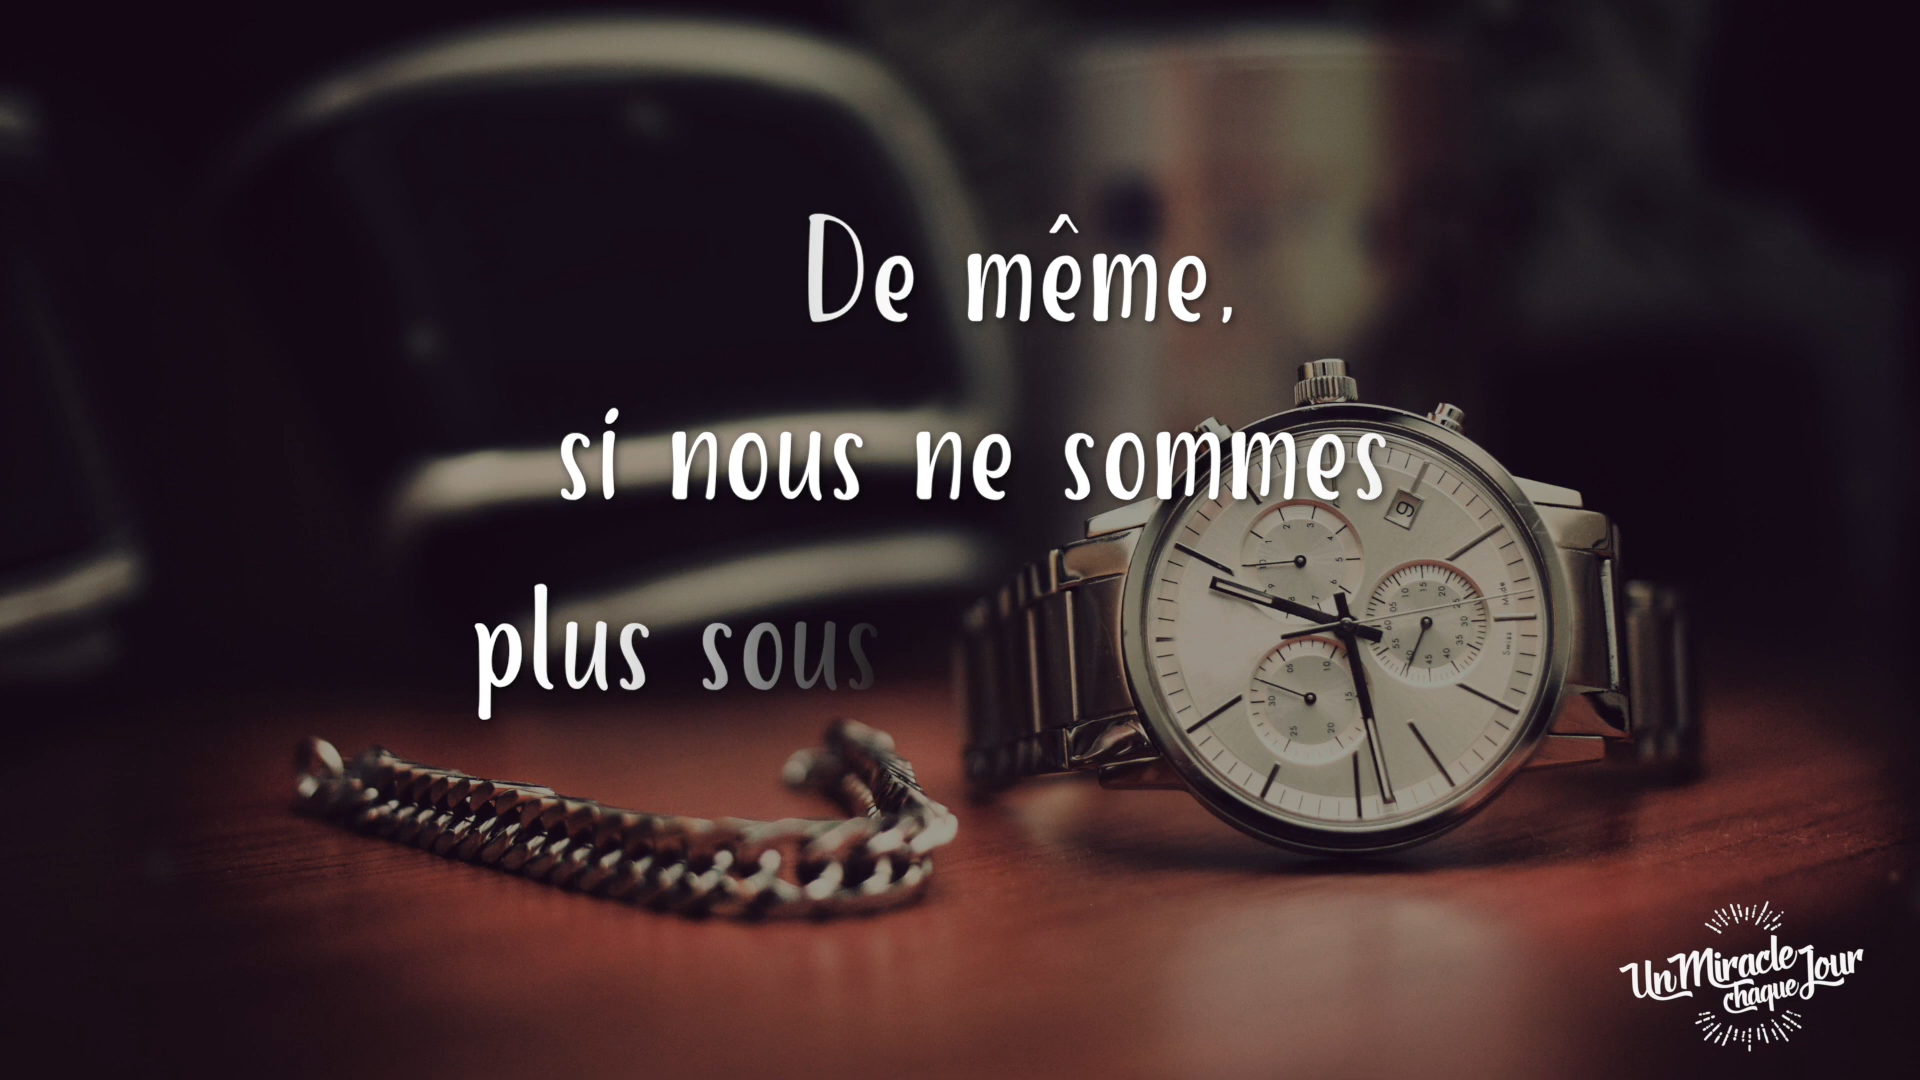 De même,
si nous ne sommes
plus sous
Un Miracle
chaque Jour